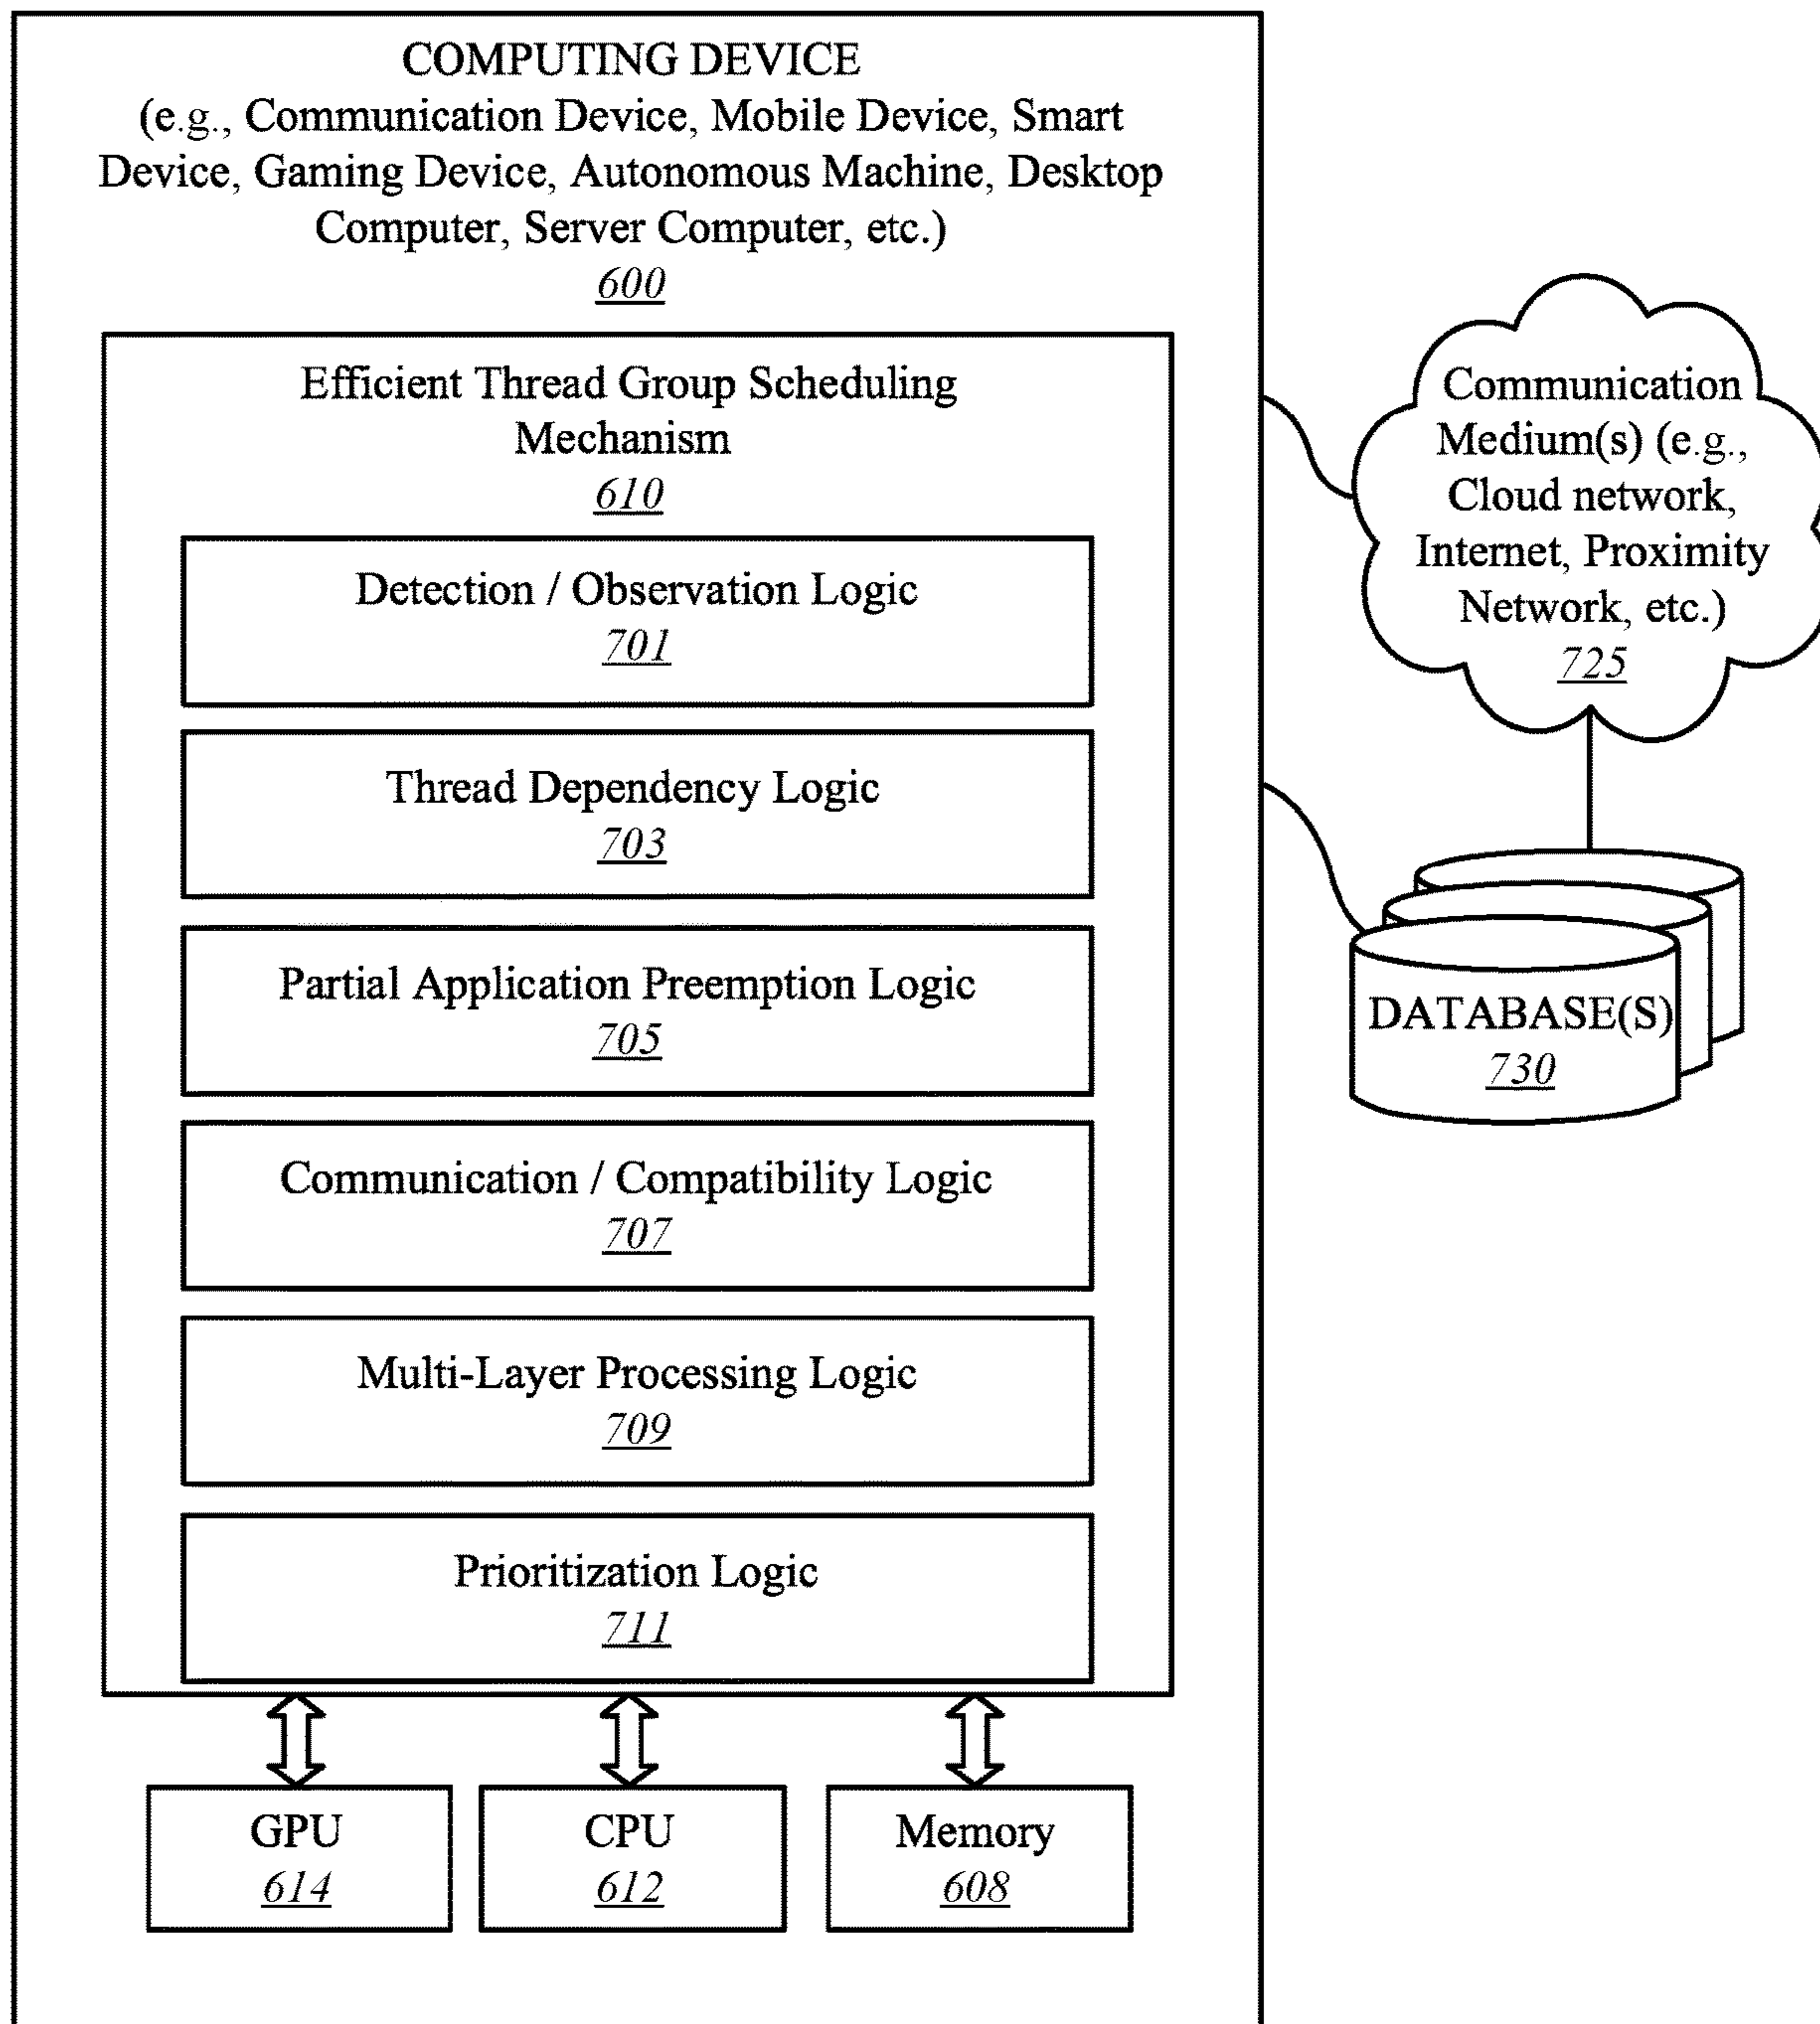 COMPUTING DEVICE
(e.g., Communication Device, Mobile Device, Smart
Device, Gaming Device, Autonomous Machine, Desktop
Computer, Server Computer, etc.)
600
Efficient Thread Group Scheduling
Mechanism
610
Detection / Observation Logic
701
Thread Dependency Logic
703
Partial Application Preemption Logic
705
Communication / Compatibility Logic
707
Multi-Layer Processing Logic
709
Prioritization Logic
711
GPU
614
CPU
612
Memory
608
Communication
Medium(s) (e.g.,
Cloud network,
Internet, Proximity
Network, etc.)
725
DATABASE(S)
730